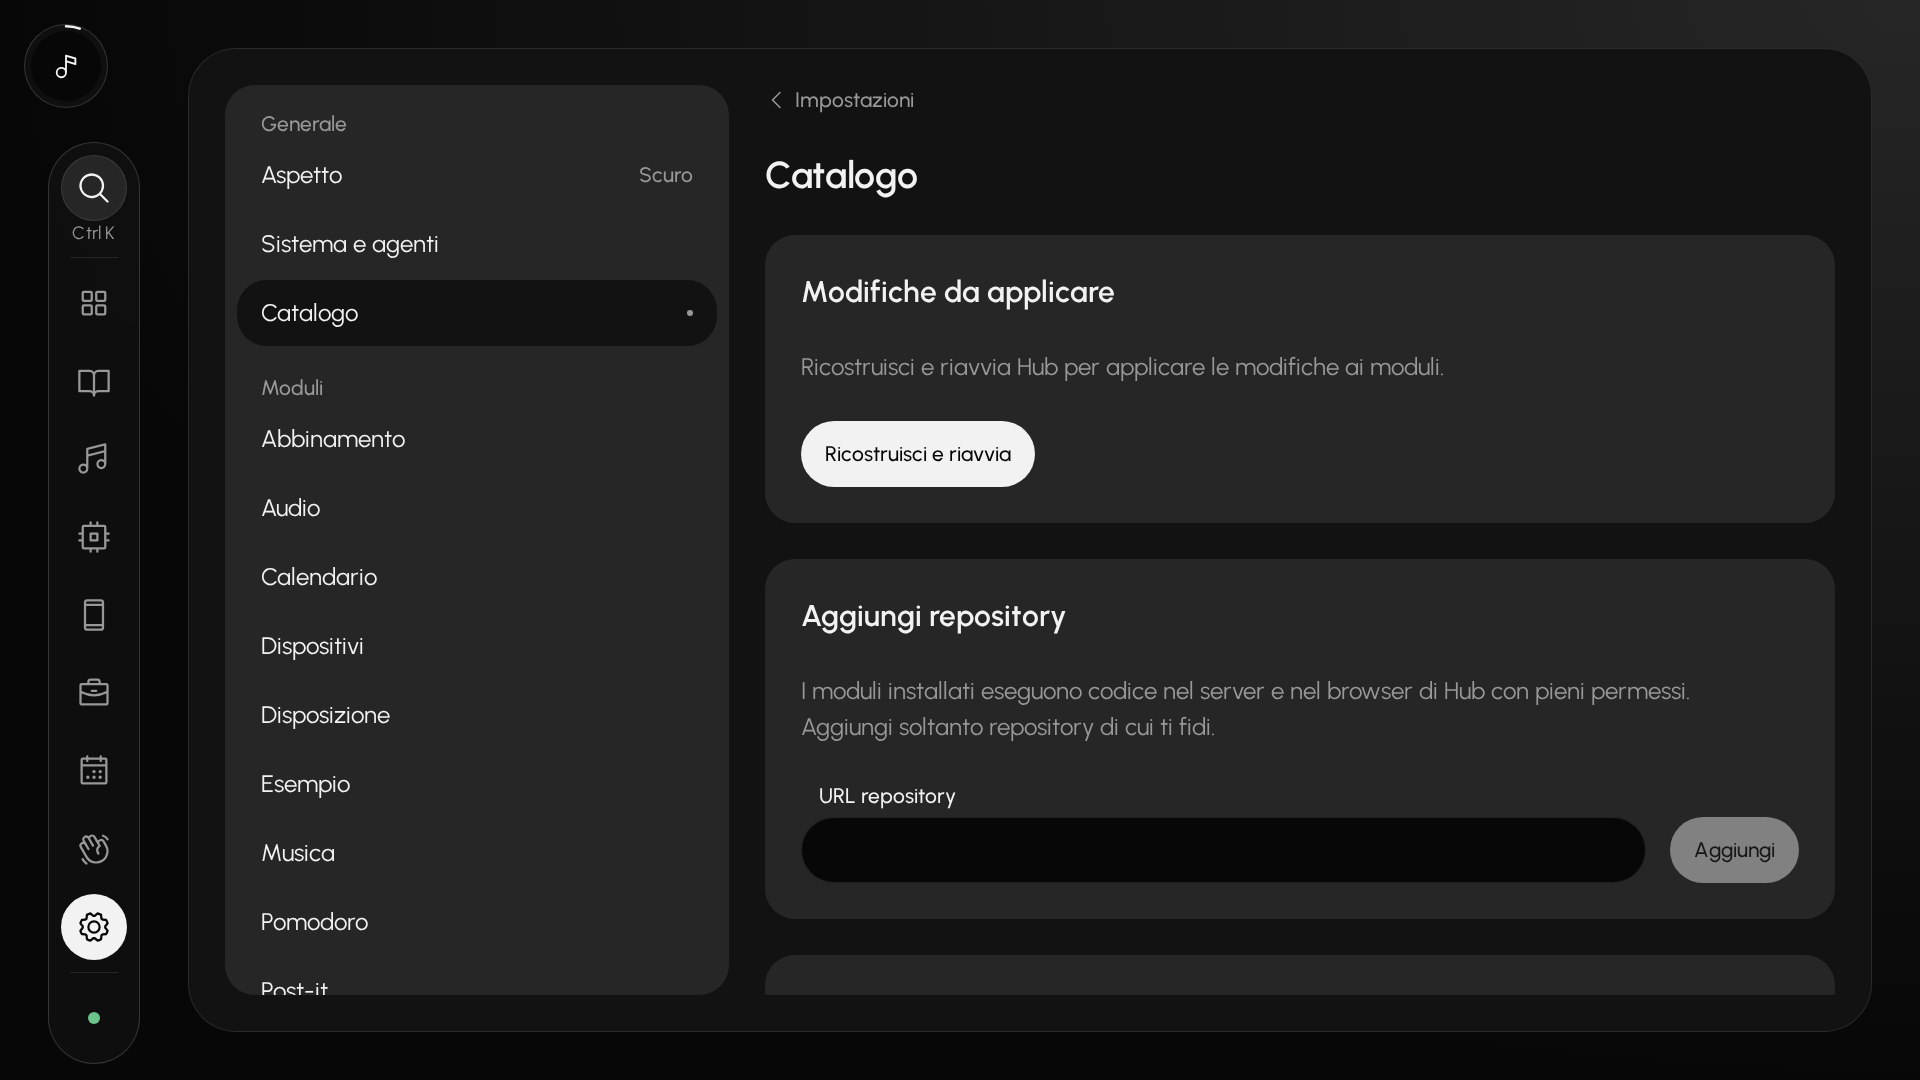 Ctrl K
Generale
Aspetto
Scuro
Sistema e agenti
Catalogo
Moduli
Abbinamento
Audio
Calendario
Dispositivi
Disposizione
Esempio
Musica
Pomodoro
Post-it
Impostazioni
Catalogo
Modifiche da applicare
Ricostruisci e riavvia Hub per applicare le modifiche ai moduli.
Ricostruisci e riavvia
Aggiungi repository
I moduli installati eseguono codice nel server e nel browser di Hub con pieni permessi.
Aggiungi soltanto repository di cui ti fidi.
URL repository
Aggiungi